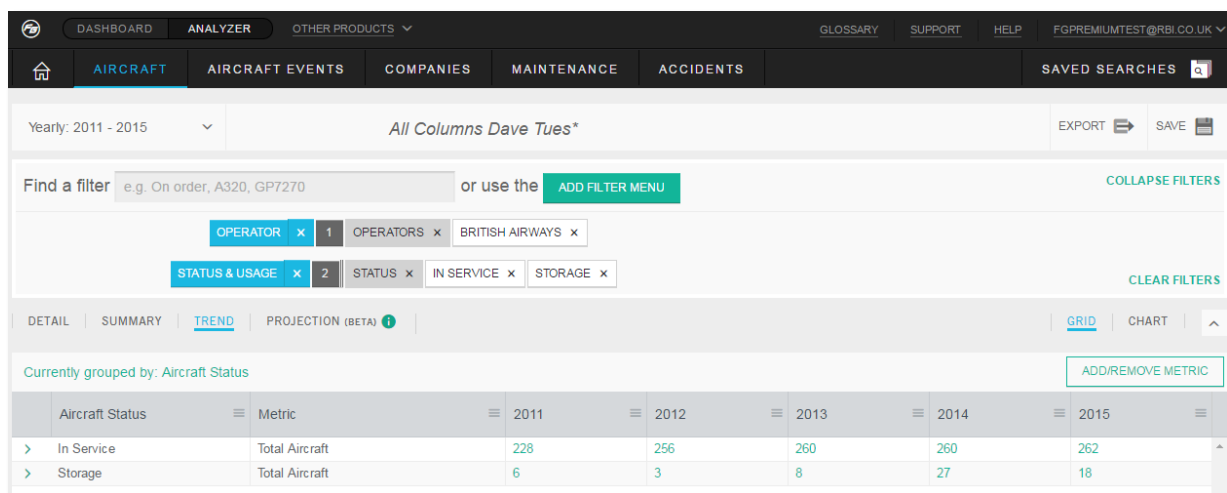 DASHBOARD ANALYZER OTHER PRODUCTS GLOSSARY SUPPORT HELP FGPREMIUMTEST@RBI.CO.UK
AIRCRAFT AIRCRAFT EVENTS COMPANIES MAINTENANCE ACCIDENTS SAVED SEARCHES
Yearly: 2011 - 2015 All Columns Dave Tues* EXPORT SAVE
Find a filter e.g. On order, A320, GP7270 or use the ADD FILTER MENU COLLAPSE FILTERS
OPERATOR × 1 OPERATORS × BRITISH AIRWAYS ×
STATUS & USAGE × 2 STATUS × IN SERVICE × STORAGE × CLEAR FILTERS
DETAIL SUMMARY TREND PROJECTION (BETA) i GRID CHART
Currently grouped by: Aircraft Status ADD/REMOVE METRIC
Aircraft Status Metric 2011 2012 2013 2014 2015
In Service Total Aircraft 228 256 260 260 262
Storage Total Aircraft 6 3 8 27 18